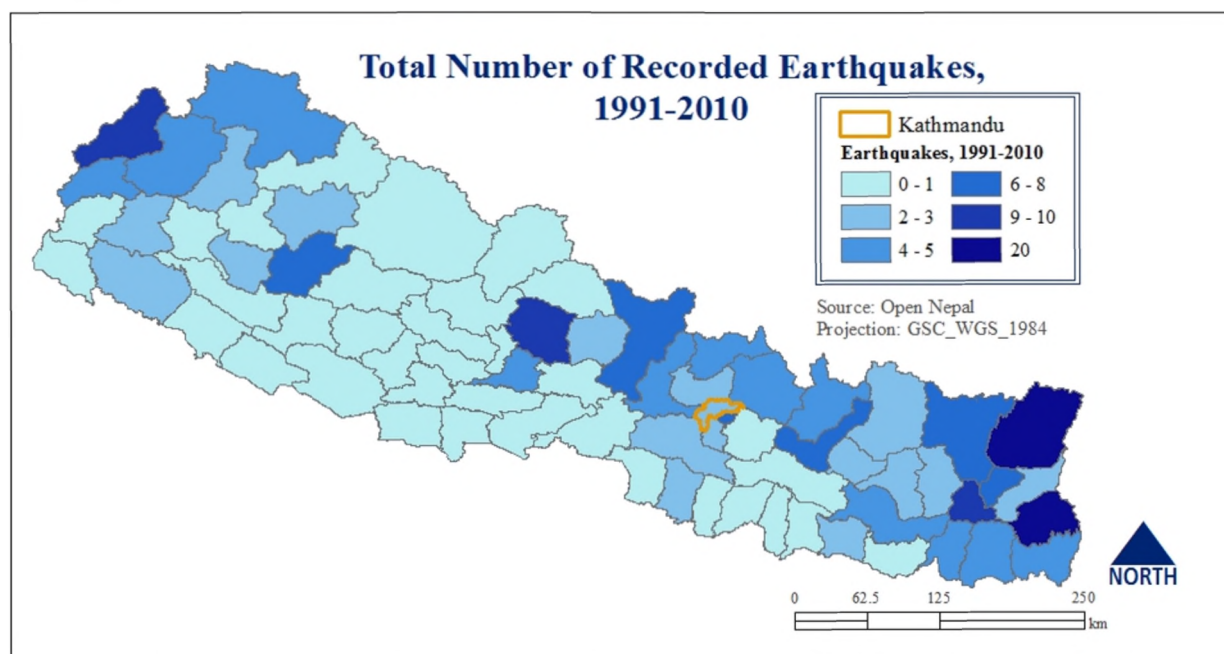 Total Number of Recorded Earthquakes,
1991-2010
Kathmandu
Earthquakes, 1991-2010
0 - 1
6 - 8
2 - 3
9 - 10
4 - 5
20
Source: Open Nepal
Projection: GSC_WGS_1984
NORTH
0 62.5 125 250
km